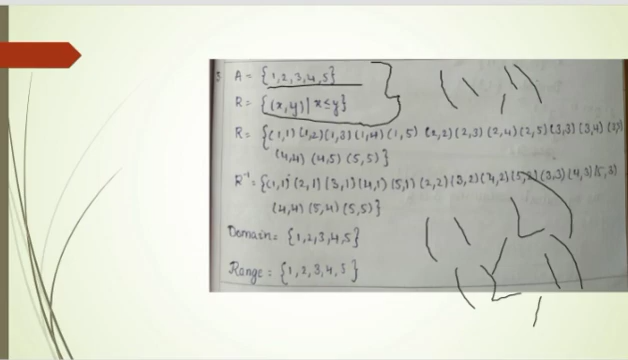 A = {1,2,3,4,5}
R = {(x,y) | x≤y}
R = {(1,1) (1,2) (1,3) (1,4) (1,5) (2,2) (2,3) (2,4) (2,5) (3,3) (3,4) (3,5)
(4,4) (4,5) (5,5)}
R⁻¹ = {(1,1) (2,1) (3,1) (4,1) (5,1) (2,2) (3,2) (4,2) (5,2) (3,3) (4,3) (5,3)
(4,4) (5,4) (5,5)}
Domain = {1,2,3,4,5}
Range = {1,2,3,4,5}